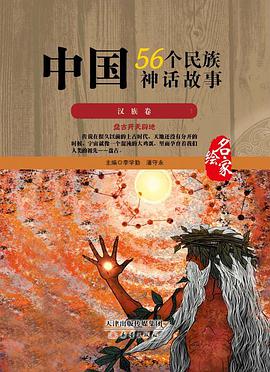 中国
56个民族
神话故事
汉族卷
盘古开天辟地
传说在很久以前的上古时代，天地还没有分开的
时候，宇宙就像一个混沌的大鸡蛋，里面孕育着我们
人类的祖先——盘古。
主编◎李学勤 潘守永
名家
绘
天津出版传媒集团